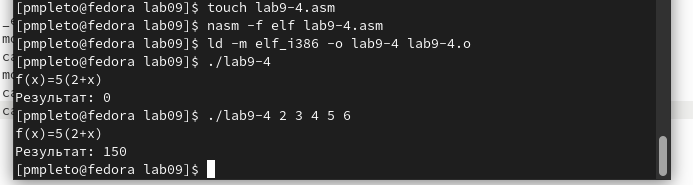 [pmpleto@fedora lab09]$ touch lab9-4.asm
[pmpleto@fedora lab09]$ nasm -f elf lab9-4.asm
[pmpleto@fedora lab09]$ ld -m elf_i386 -o lab9-4 lab9-4.o
[pmpleto@fedora lab09]$ ./lab9-4
f(x)=5(2+x)
Результат: 0
[pmpleto@fedora lab09]$ ./lab9-4 2 3 4 5 6
f(x)=5(2+x)
Результат: 150
[pmpleto@fedora lab09]$